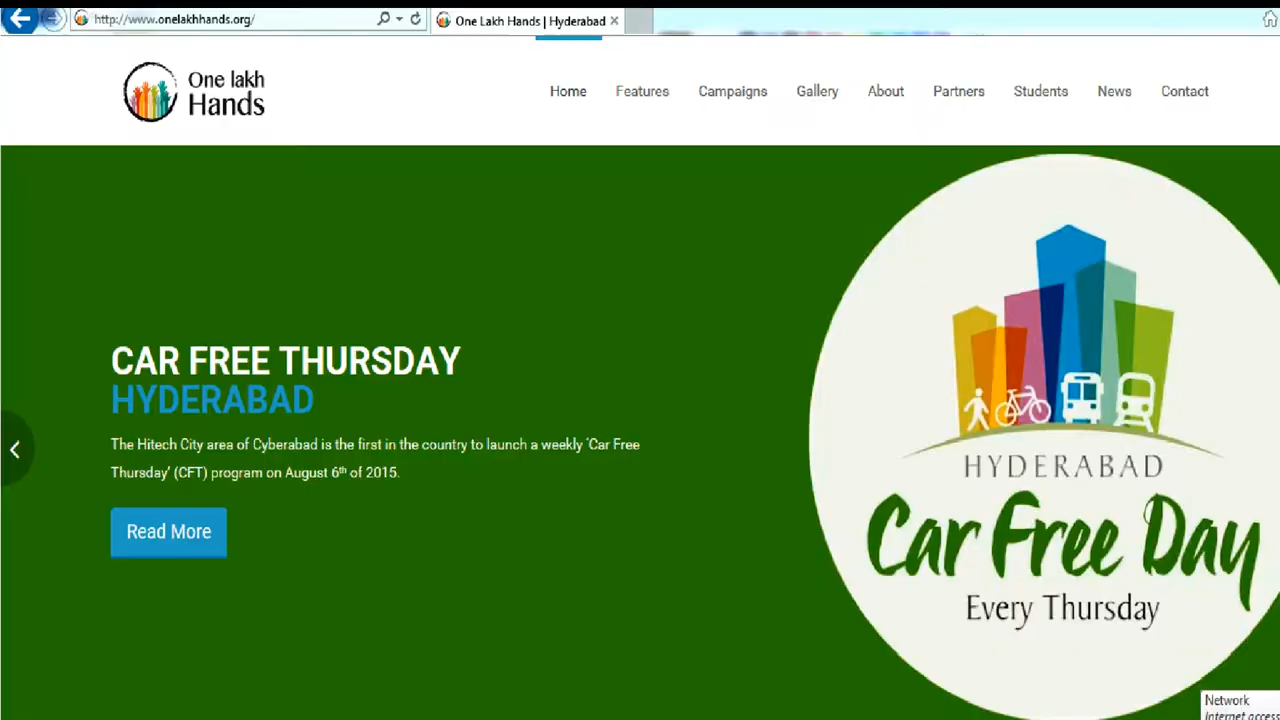 http://www.onelakhhands.org/
One Lakh Hands | Hyderabad
One lakh
Hands
Home Features Campaigns Gallery About Partners Students News Contact
CAR FREE THURSDAY
HYDERABAD
The Hitech City area of Cyberabad is the first in the country to launch a weekly 'Car Free
Thursday' (CFT) program on August 6th of 2015.
Read More
HYDERABAD
Car Free Day
Every Thursday
Network
Internet access